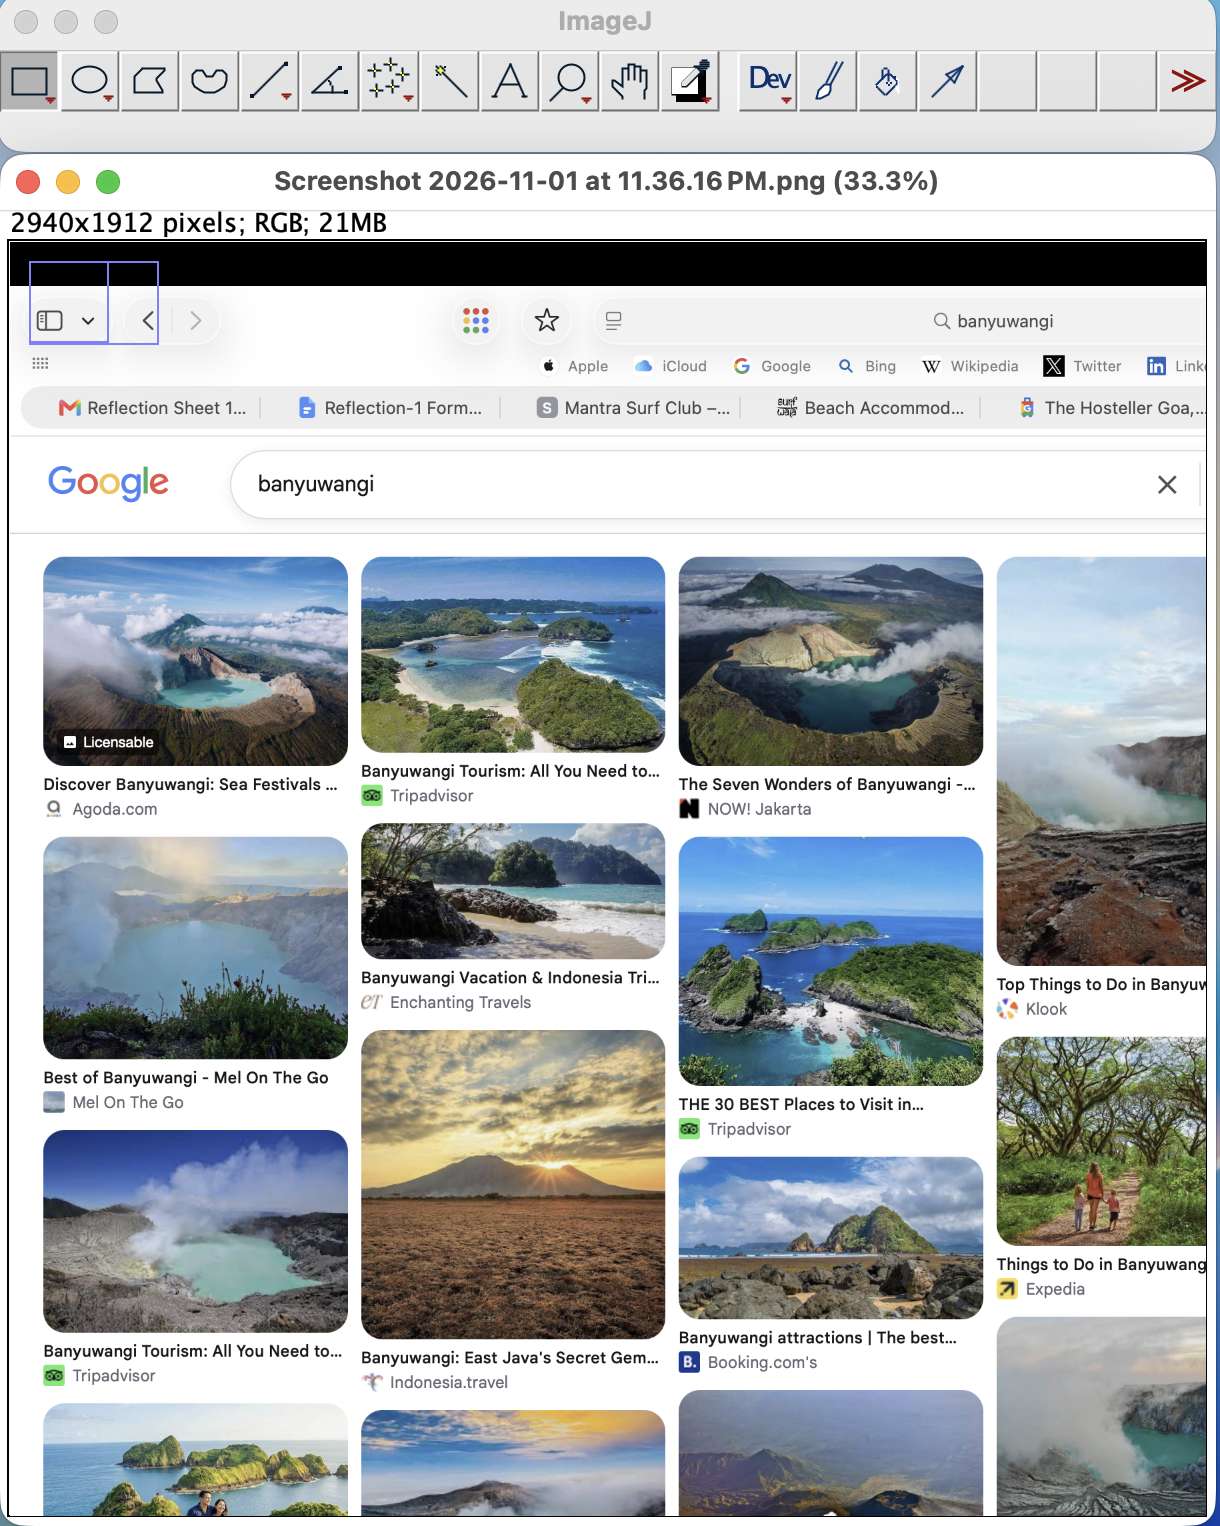 ImageJ
Dev
Screenshot 2026-11-01 at 11.36.16 PM.png (33.3%)
2940x1912 pixels; RGB; 21MB
banyuwangi
Apple
iCloud
Google
Bing
Wikipedia
Twitter
Link
Reflection Sheet 1...
Reflection-1 Form...
S Mantra Surf Club –...
Beach Accommod...
The Hosteller Goa,...
Google
banyuwangi
Licensable
Discover Banyuwangi: Sea Festivals ...
Agoda.com
Banyuwangi Tourism: All You Need to...
Tripadvisor
The Seven Wonders of Banyuwangi -...
NOW! Jakarta
Top Things to Do in Banyuw
Klook
Best of Banyuwangi - Mel On The Go
Mel On The Go
Banyuwangi Vacation & Indonesia Tri...
eT Enchanting Travels
THE 30 BEST Places to Visit in...
Tripadvisor
Things to Do in Banyuwang
Expedia
Banyuwangi Tourism: All You Need to...
Tripadvisor
Banyuwangi: East Java's Secret Gem...
Indonesia.travel
Banyuwangi attractions | The best...
B. Booking.com's